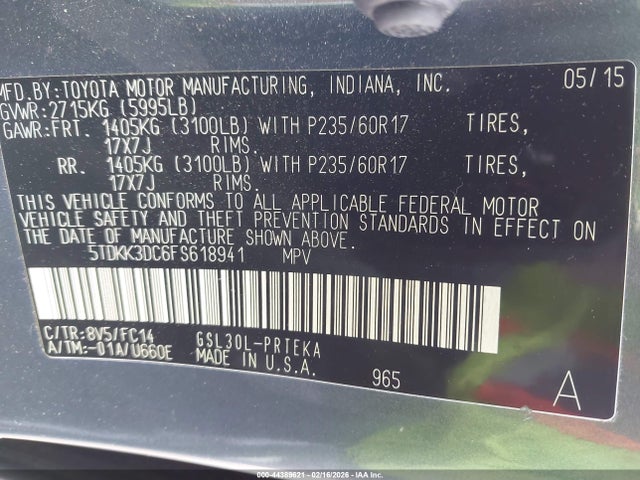 MFD.BY:TOYOTA MOTOR MANUFACTURING, INDIANA, INC. 05/15
GVWR:2715KG (5995LB)
GAWR:FRT. 1405KG (3100LB) WITH P235/60R17 TIRES,
17X7J RIMS.
RR. 1405KG (3100LB) WITH P235/60R17 TIRES,
17X7J RIMS.
THIS VEHICLE CONFORMS TO ALL APPLICABLE FEDERAL MOTOR
VEHICLE SAFETY AND THEFT PREVENTION STANDARDS IN EFFECT ON
THE DATE OF MANUFACTURE SHOWN ABOVE.
5TDKK3DC6FS618941 MPV
C/TR:8V5/FC14 GSL30L-PRTEKA
A/TM:-01A/U660E MADE IN U.S.A.
965 A
000-44389621 - 02/16/2026 - IAA Inc.